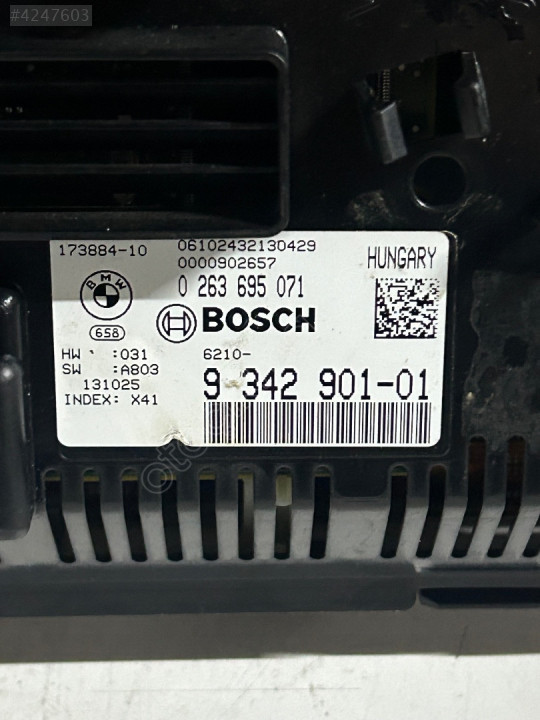 #4247603
173884-10
06102432130429
0000902657
HUNGARY
BMW
0 263 695 071
658
BOSCH
HW :031
SW :A803
131025
INDEX: X41
6210-
9 342 901-01